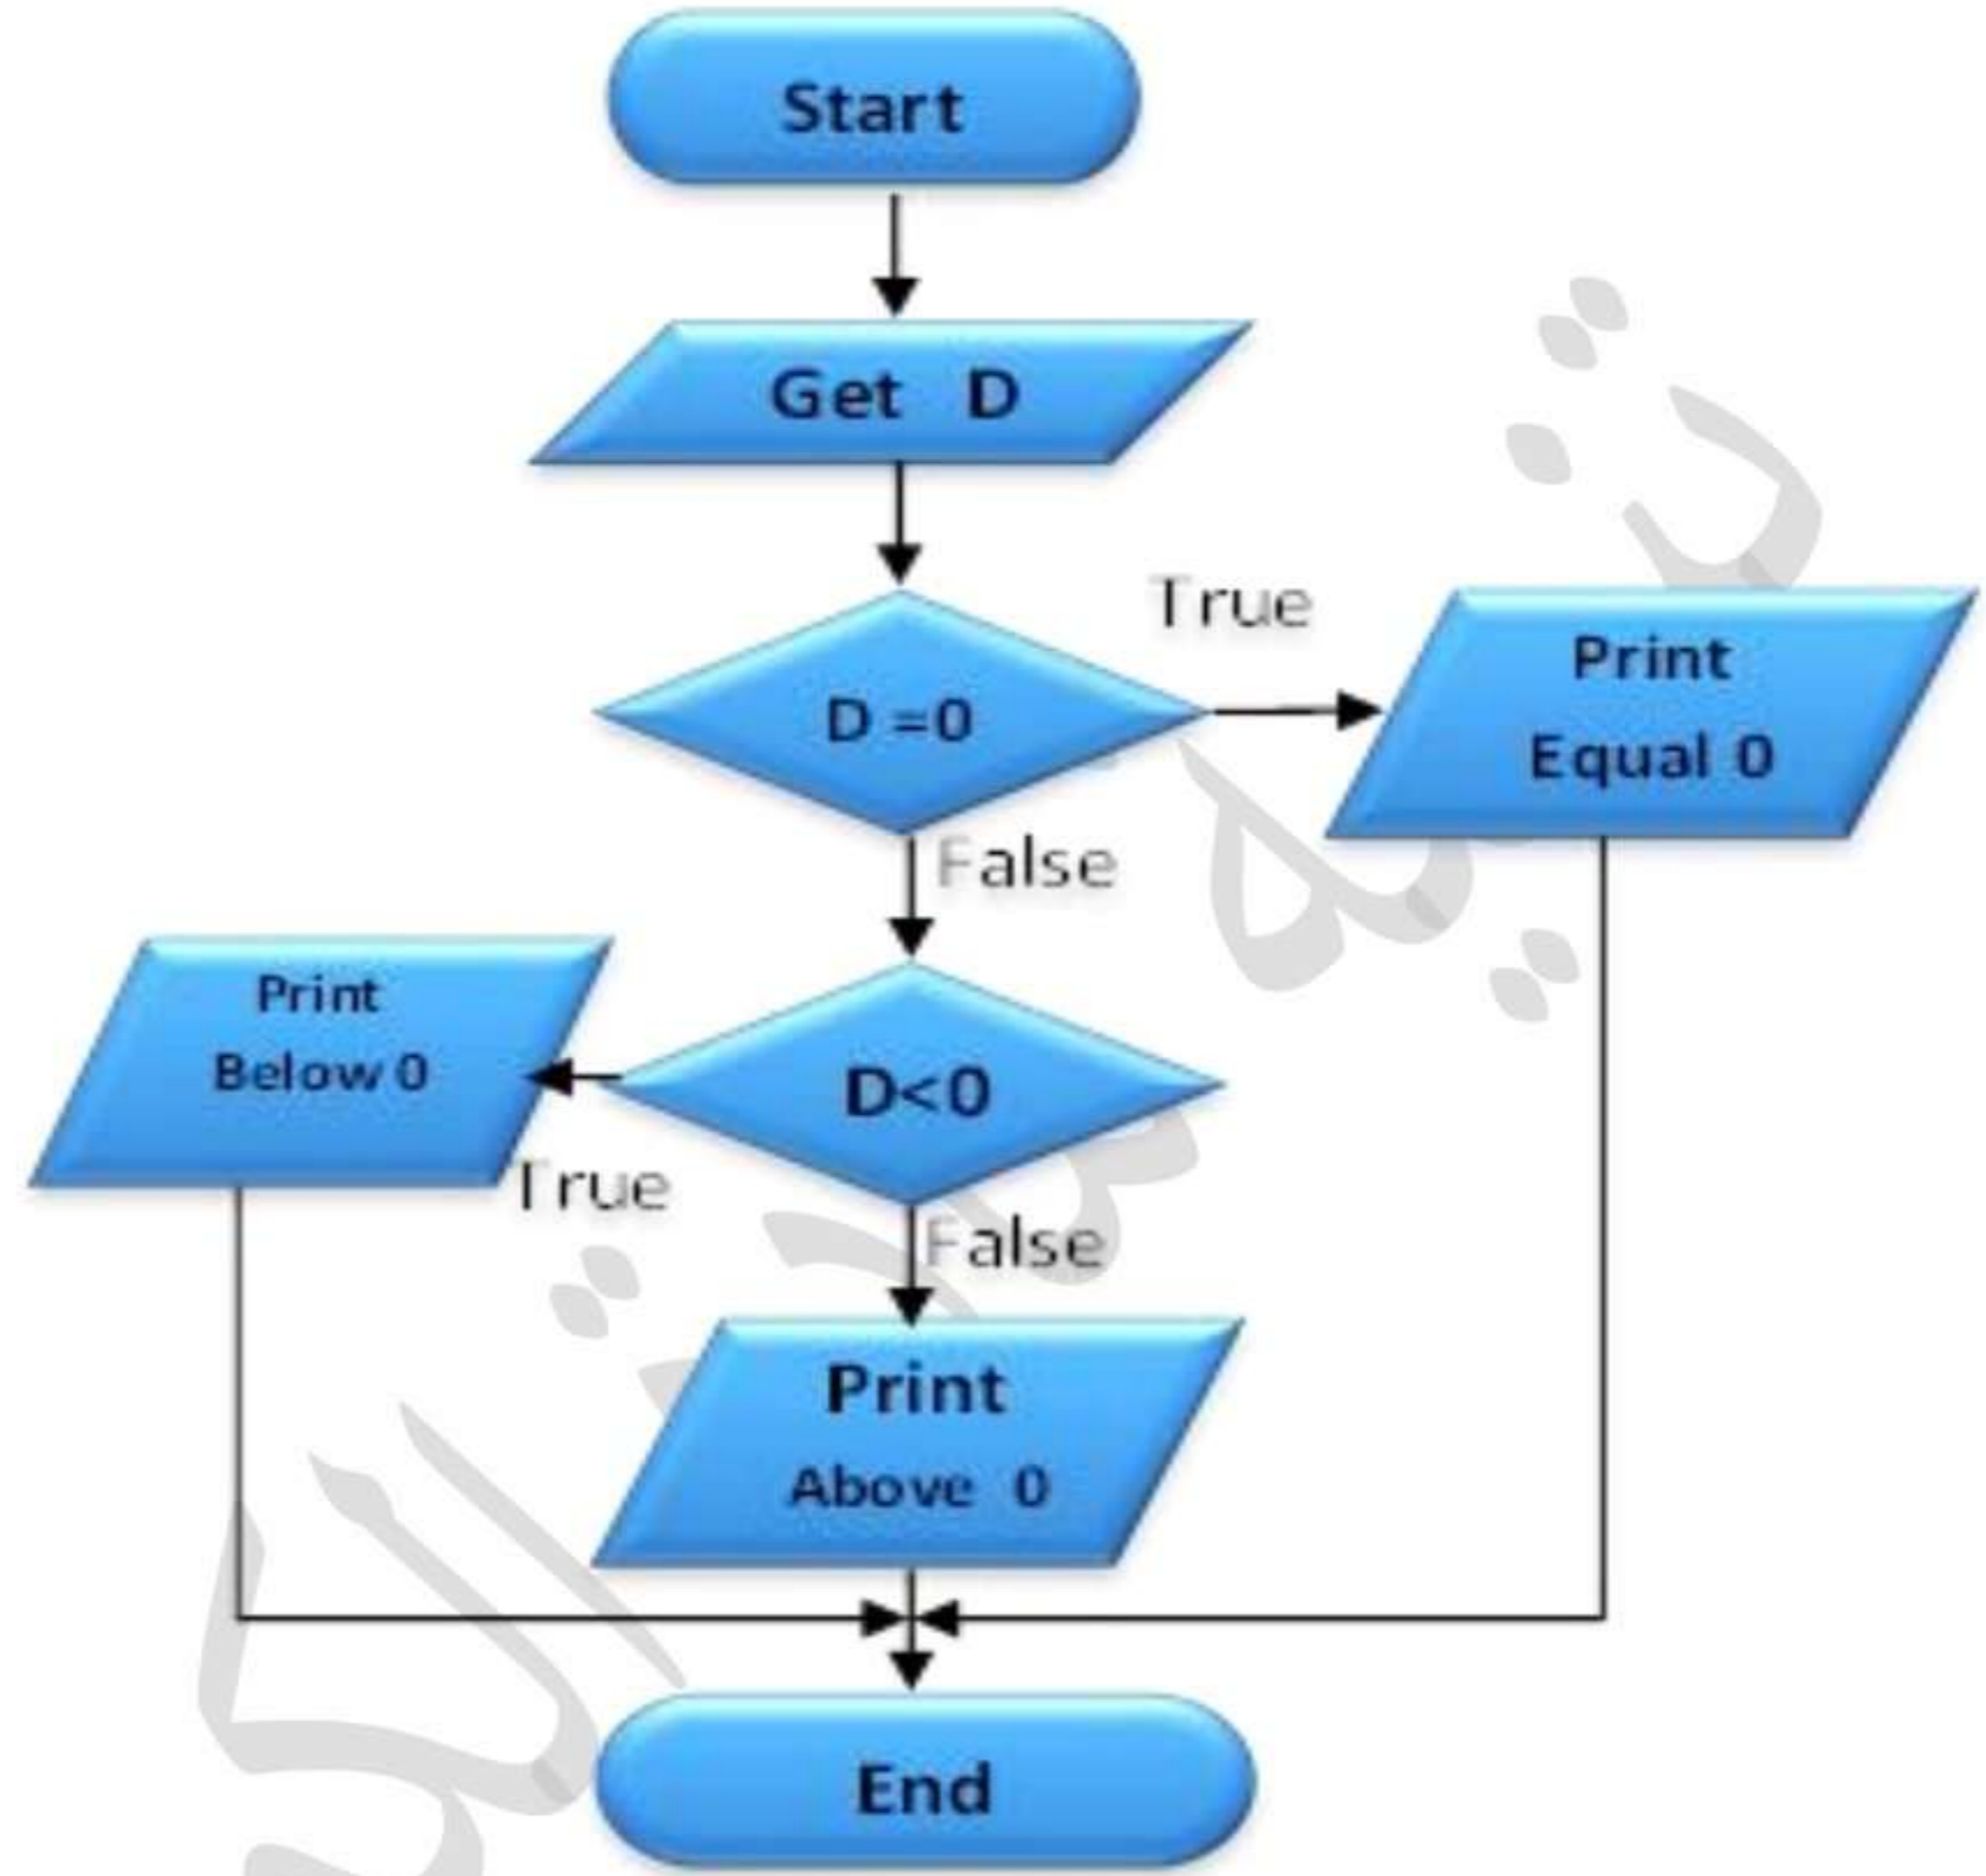 Start
Get D
D =0
True
Print
Equal 0
False
Print
Below 0
D<0
True
False
Print
Above 0
End